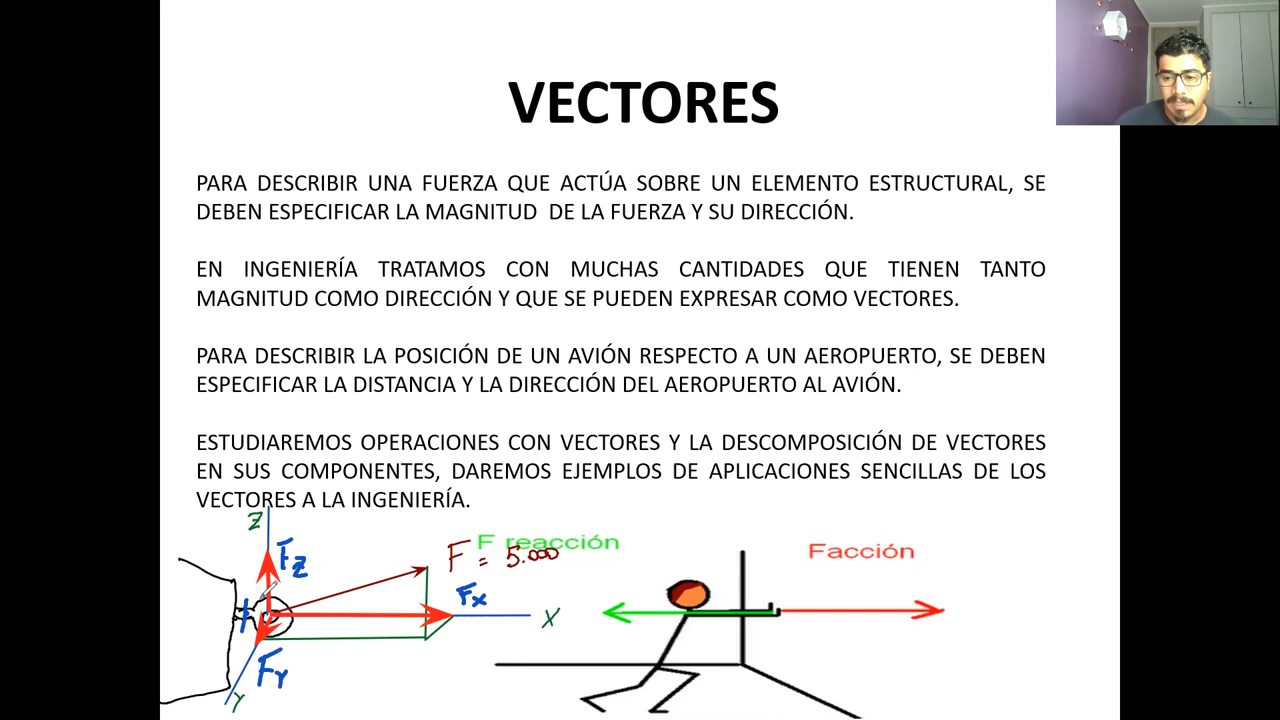 VECTORES
PARA DESCRIBIR UNA FUERZA QUE ACTÚA SOBRE UN ELEMENTO ESTRUCTURAL, SE
DEBEN ESPECIFICAR LA MAGNITUD DE LA FUERZA Y SU DIRECCIÓN.
EN INGENIERÍA TRATAMOS CON MUCHAS CANTIDADES QUE TIENEN TANTO
MAGNITUD COMO DIRECCIÓN Y QUE SE PUEDEN EXPRESAR COMO VECTORES.
PARA DESCRIBIR LA POSICIÓN DE UN AVIÓN RESPECTO A UN AEROPUERTO, SE DEBEN
ESPECIFICAR LA DISTANCIA Y LA DIRECCIÓN DEL AEROPUERTO AL AVIÓN.
ESTUDIAREMOS OPERACIONES CON VECTORES Y LA DESCOMPOSICIÓN DE VECTORES
EN SUS COMPONENTES, DAREMOS EJEMPLOS DE APLICACIONES SENCILLAS DE LOS
VECTORES A LA INGENIERÍA.
Z
Fz
F = 5.000
Fx
X
Fy
Y
F reacción
Facción